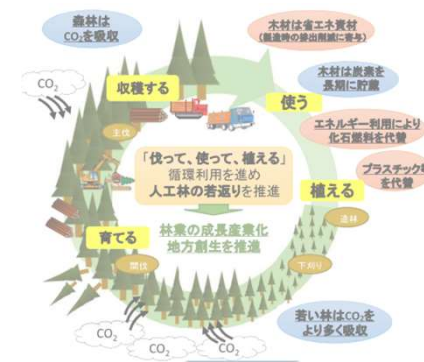 森林は
CO₂を吸収
木材は省エネ資材
(製造時の排出削減に寄与)
CO₂
収穫する
使う
木材は炭素を
長期に貯蔵
主伐
エネルギー利用により
化石燃料を代替
「伐って、使って、植える」
循環利用を進め
人工林の若返りを推進
プラスチック
を代替
植える
林業の成長産業化
地方創生を推進
造林
育てる
間伐
下刈り
若い林はCO₂を
より多く吸収
CO₂
CO₂
CO₂